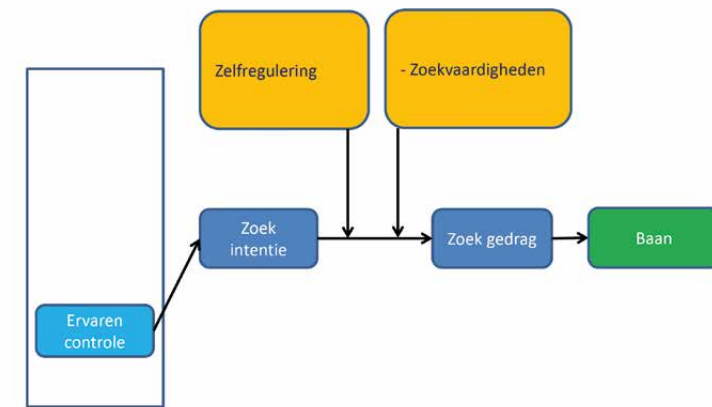 Zelfregulering
- Zoekvaardigheden
Zoek
intentie
Zoek gedrag
Baan
Ervaren
controle